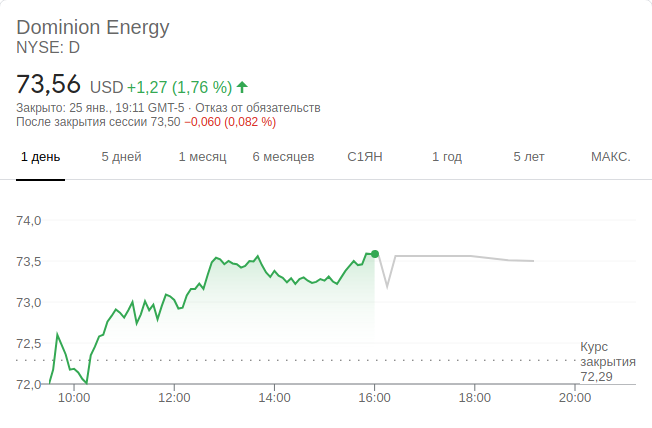 Dominion Energy
NYSE: D
73,56 USD +1,27 (1,76 %)
Закрыто: 25 янв., 19:11 GMT-5 · Отказ от обязательств
После закрытия сессии 73,50 −0,060 (0,082 %)
1 день 5 дней 1 месяц 6 месяцев С1ЯН 1 год 5 лет МАКС.
74,0
73,5
73,0
72,5
Курс
закрытия
72,29
72,0
10:00 12:00 14:00 16:00 18:00 20:00